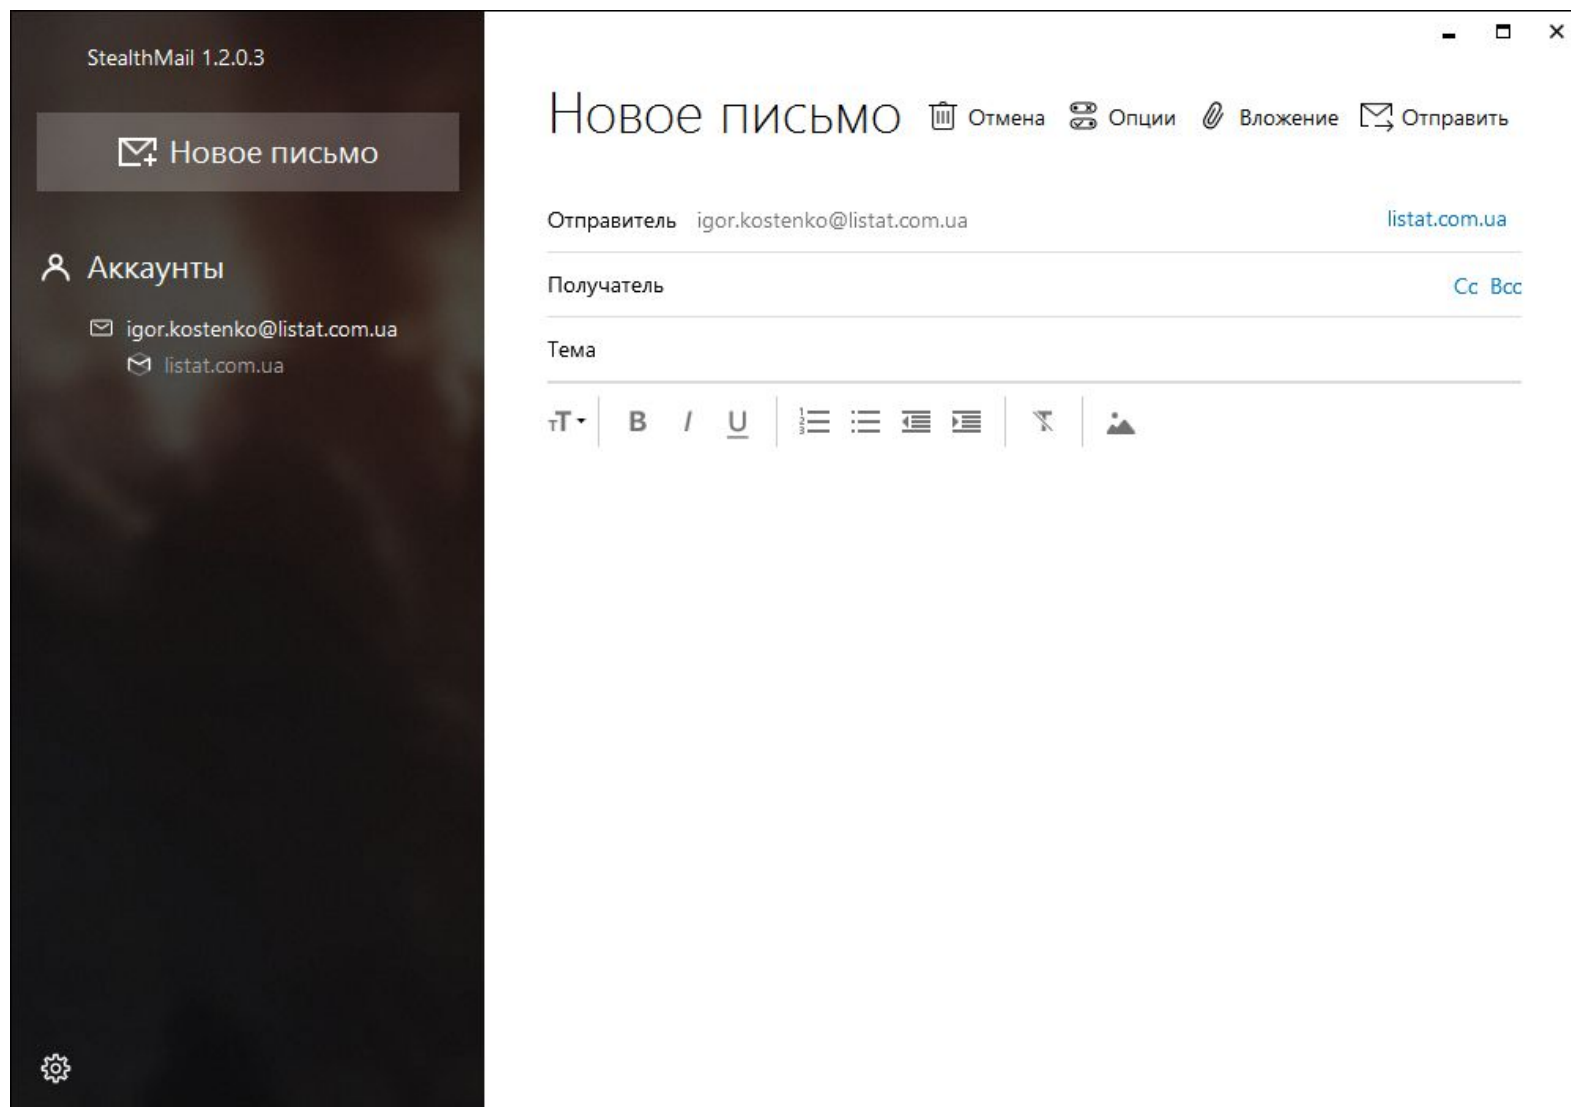 StealthMail 1.2.0.3
Новое письмо
Аккаунты
igor.kostenko@listat.com.ua
listat.com.ua
Новое письмо Отмена Опции Вложение Отправить
Отправитель igor.kostenko@listat.com.ua listat.com.ua
Получатель Cc Bcc
Тема
тT B I U